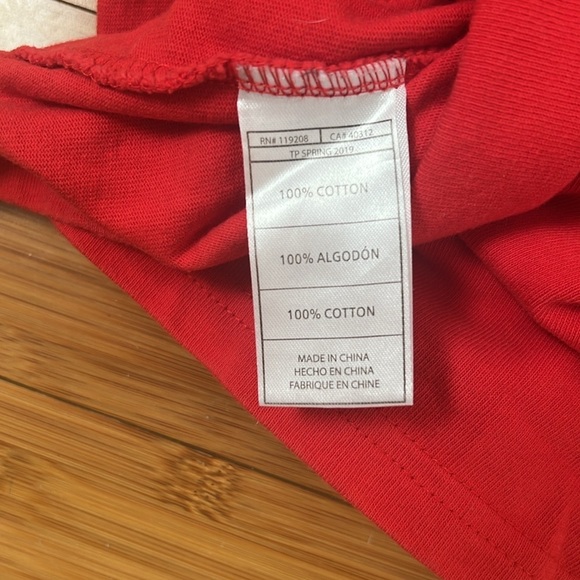 RN# 119208 CA# 40312
TP SPRING 2019
100% COTTON
100% ALGODÓN
100% COTTON
MADE IN CHINA
HECHO EN CHINA
FABRIQUE EN CHINE